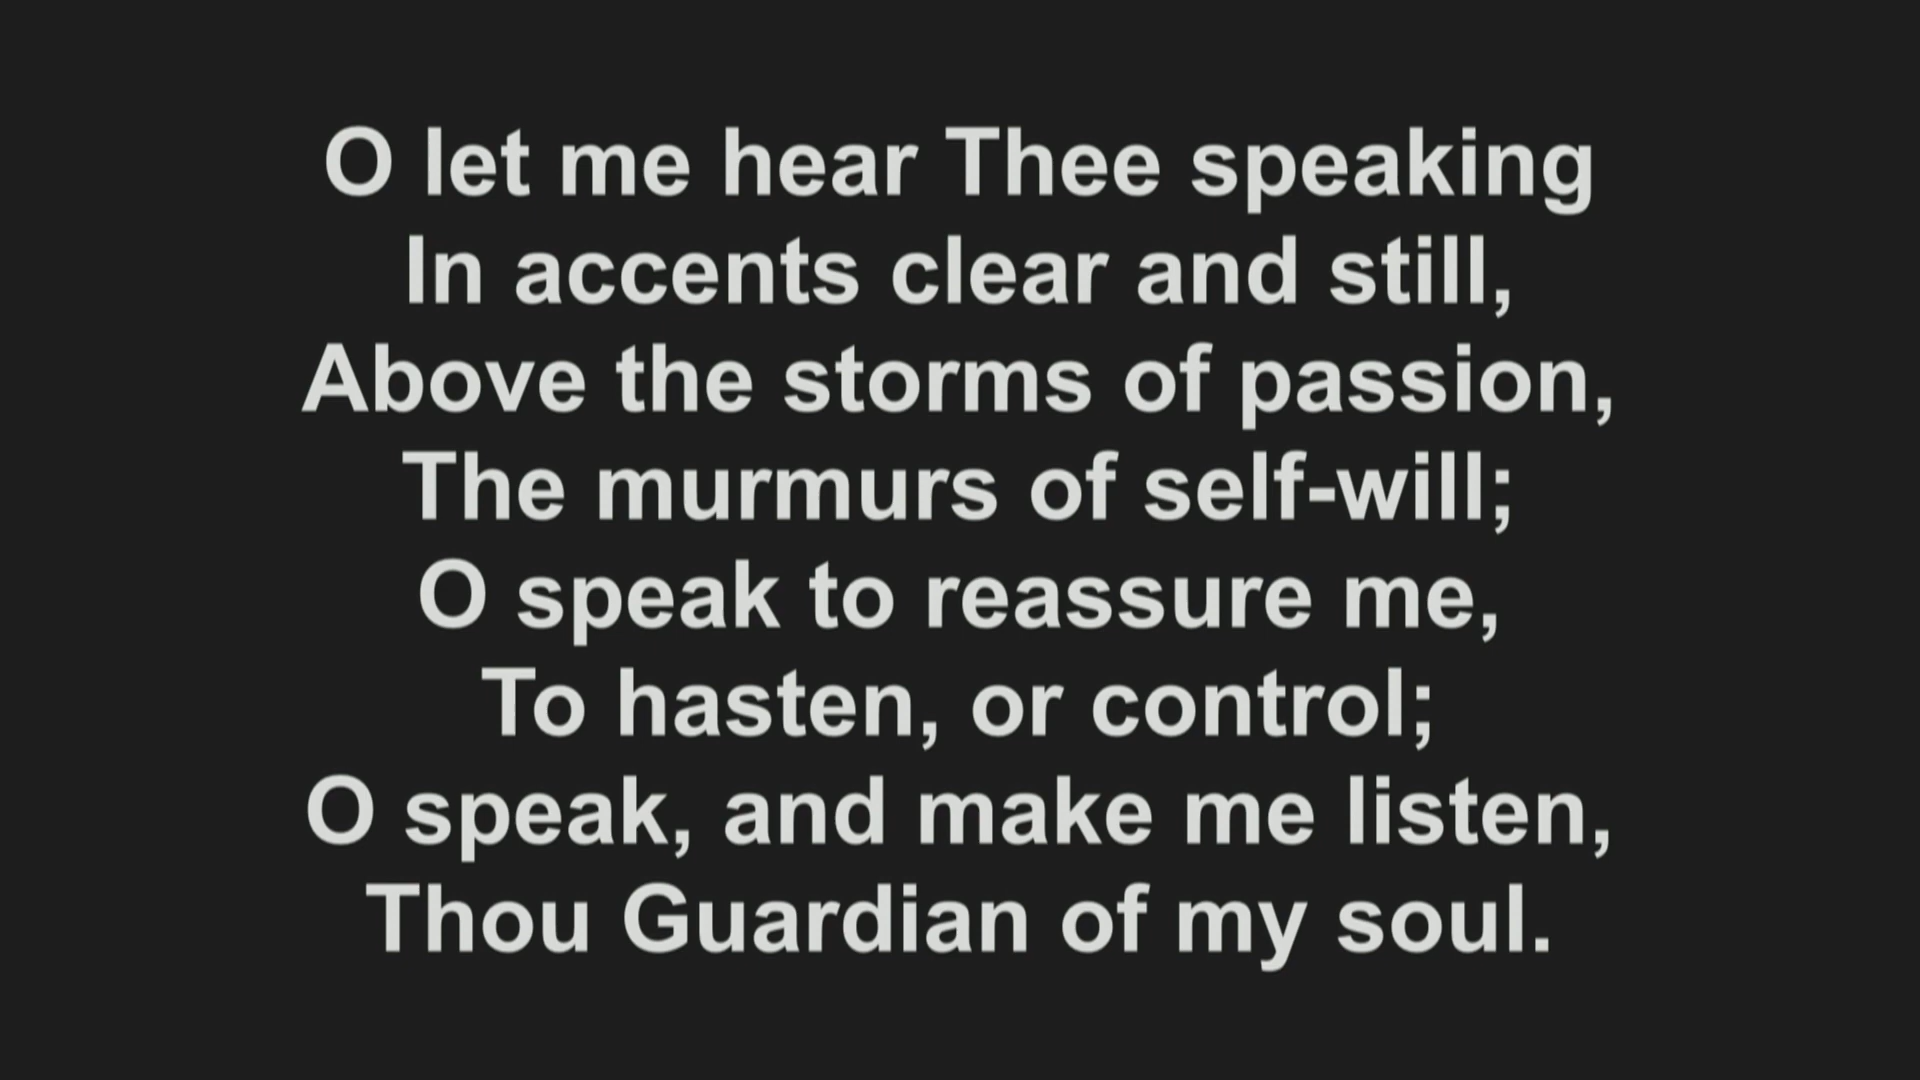 O let me hear Thee speaking
In accents clear and still,
Above the storms of passion,
The murmurs of self-will;
O speak to reassure me,
To hasten, or control;
O speak, and make me listen,
Thou Guardian of my soul.